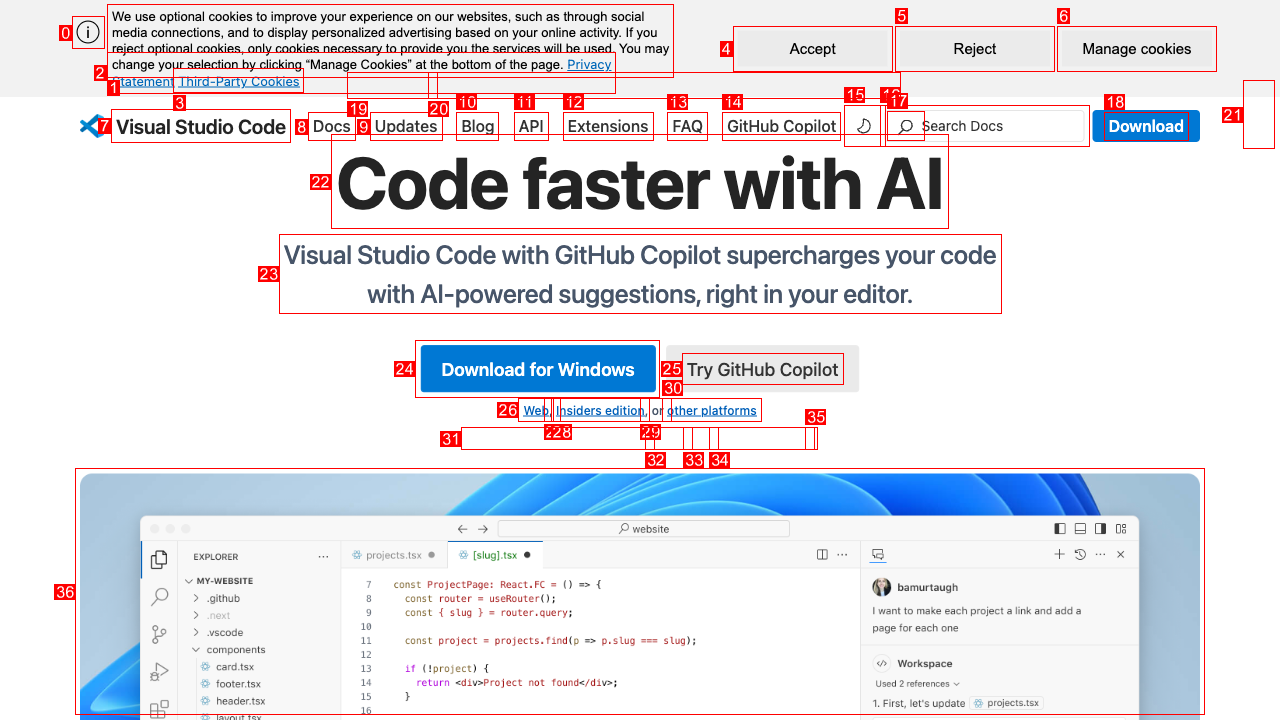 We use optional cookies to improve your experience on our websites, such as through social
media connections, and to display personalized advertising based on your online activity. If you
reject optional cookies, only cookies necessary to provide you the services will be used. You may
change your selection by clicking “Manage Cookies” at the bottom of the page. Privacy
Statement Third-Party Cookies
0
1
2
3
4 Accept
5 Reject
6 Manage cookies
7 Visual Studio Code
8 Docs
9 Updates
10 Blog
11 API
12 Extensions
13 FAQ
14 GitHub Copilot
15
16
17 Search Docs
18 Download
19
20
21
22 Code faster with AI
23 Visual Studio Code with GitHub Copilot supercharges your code
with AI-powered suggestions, right in your editor.
24 Download for Windows
25 Try GitHub Copilot
30
26 Web, Insiders edition, or other platforms
28
29
35
31
32
33
34
36
website
EXPLORER
projects.tsx
[slug].tsx
MY-WEBSITE
.github
.next
.vscode
components
card.tsx
footer.tsx
header.tsx
layout.tsx
7 const ProjectPage: React.FC = () => {
8 const router = useRouter();
9 const { slug } = router.query;
10
11 const project = projects.find(p => p.slug === slug);
12
13 if (!project) {
14 return <div>Project not found</div>;
15 }
16
bamurtaugh
I want to make each project a link and add a
page for each one
Workspace
Used 2 references
1. First, let's update projects.tsx